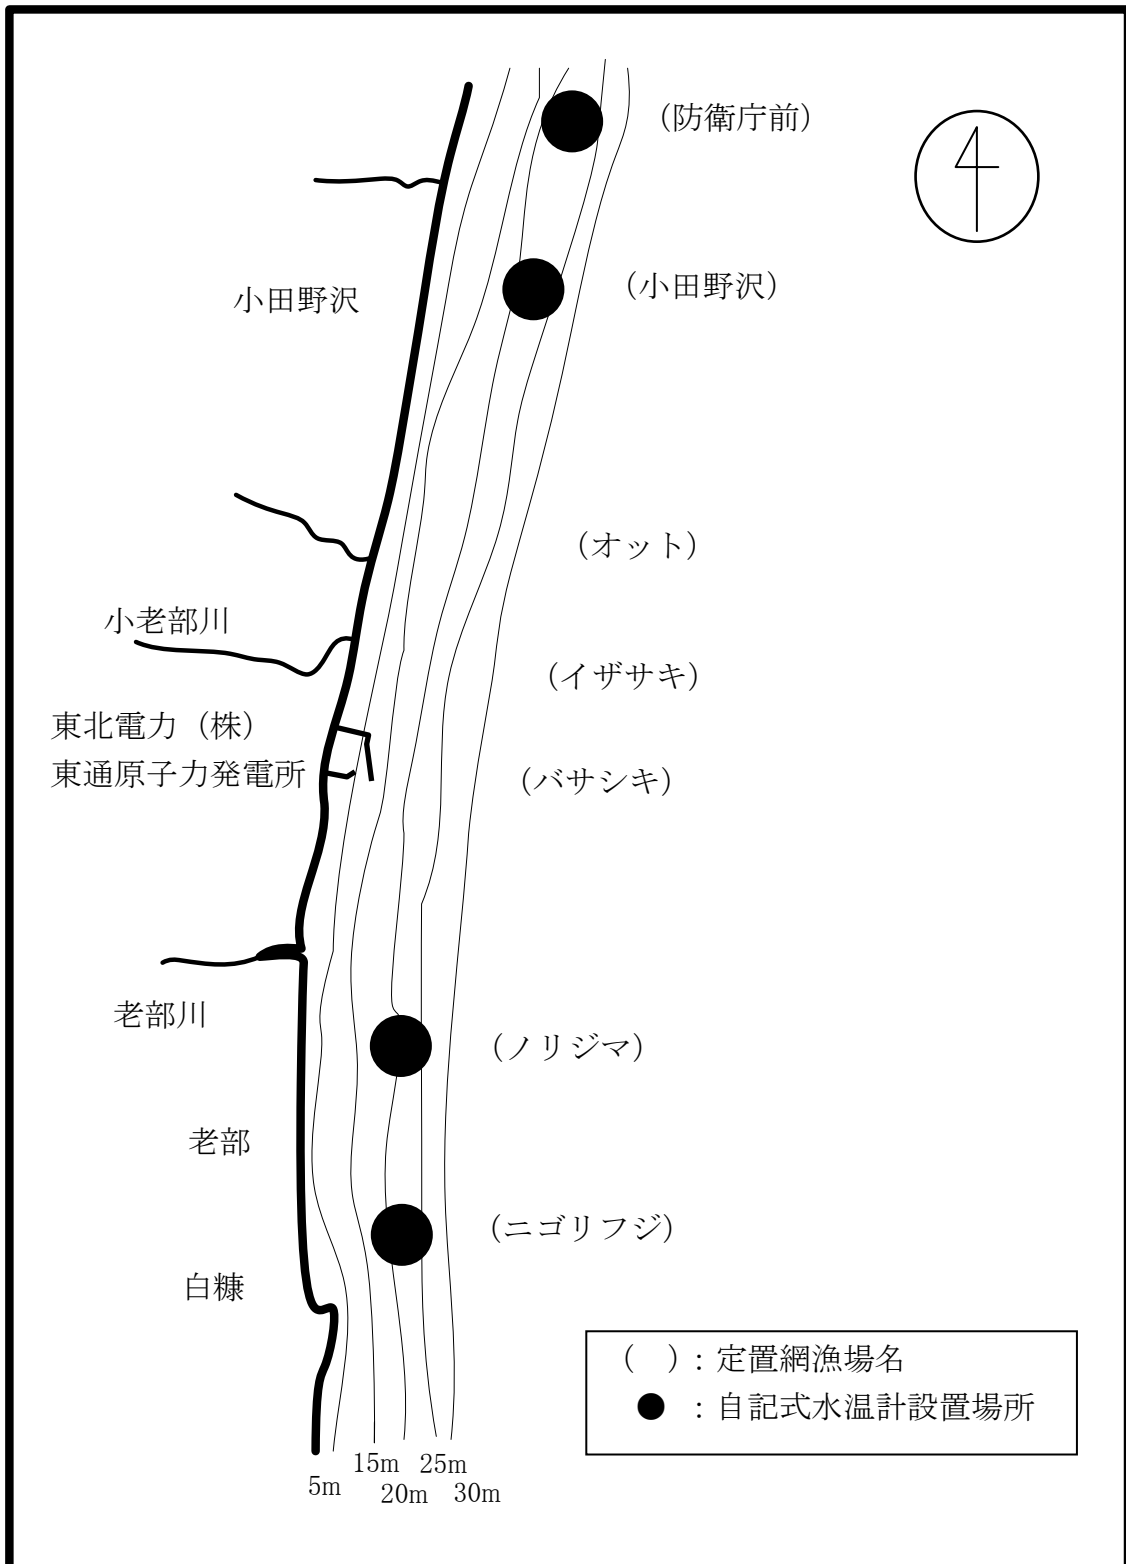 (防衛庁前)
(小田野沢)
小田野沢
(オット)
小老部川
(イザサキ)
東北電力（株）
東通原子力発電所
(バサシキ)
老部川
(ノリジマ)
老部
(ニゴリフジ)
白糠
(　)：定置網漁場名
●：自記式水温計設置場所
5m
15m
20m
25m
30m